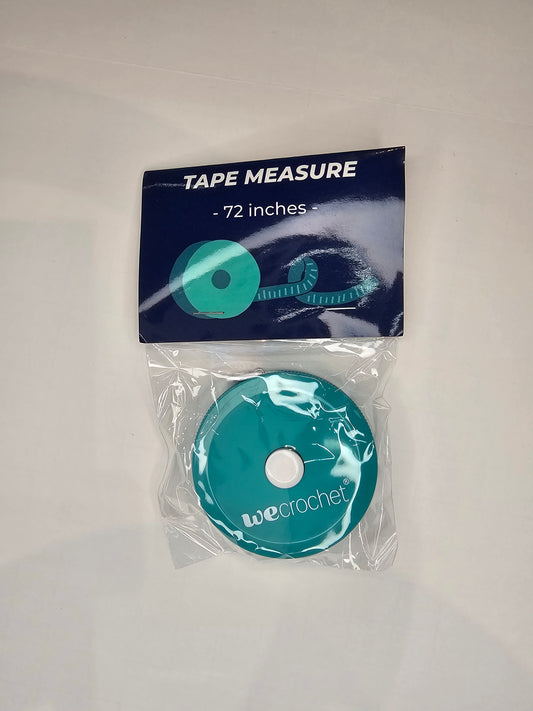 TAPE MEASURE
- 72 inches -
wecrochet®